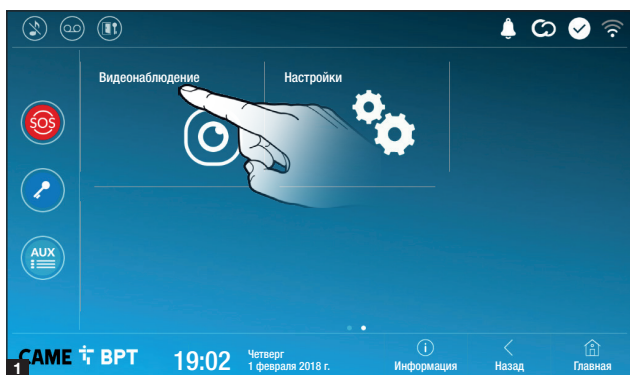 Видеонаблюдение
Настройки
SOS
AUX
1
CAME BPT
19:02
Четверг
1 февраля 2018 г.
Информация
Назад
Главная